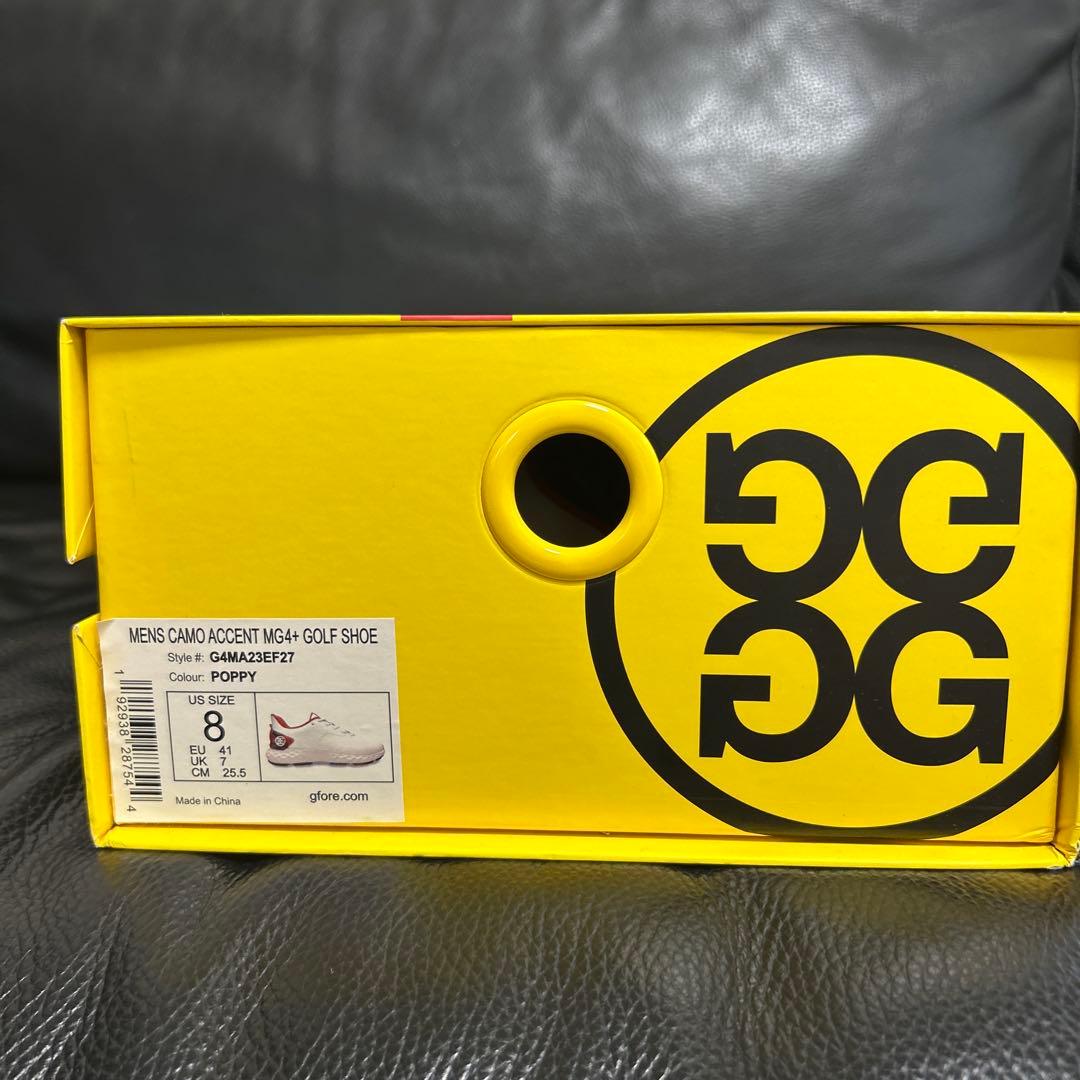 MENS CAMO ACCENT MG4+ GOLF SHOE
Style #: G4MA23EF27
Colour: POPPY
US SIZE
8
EU 41
UK 7
CM 25.5
Made in China
gfore.com
1 92938 28754 4
GG
GG